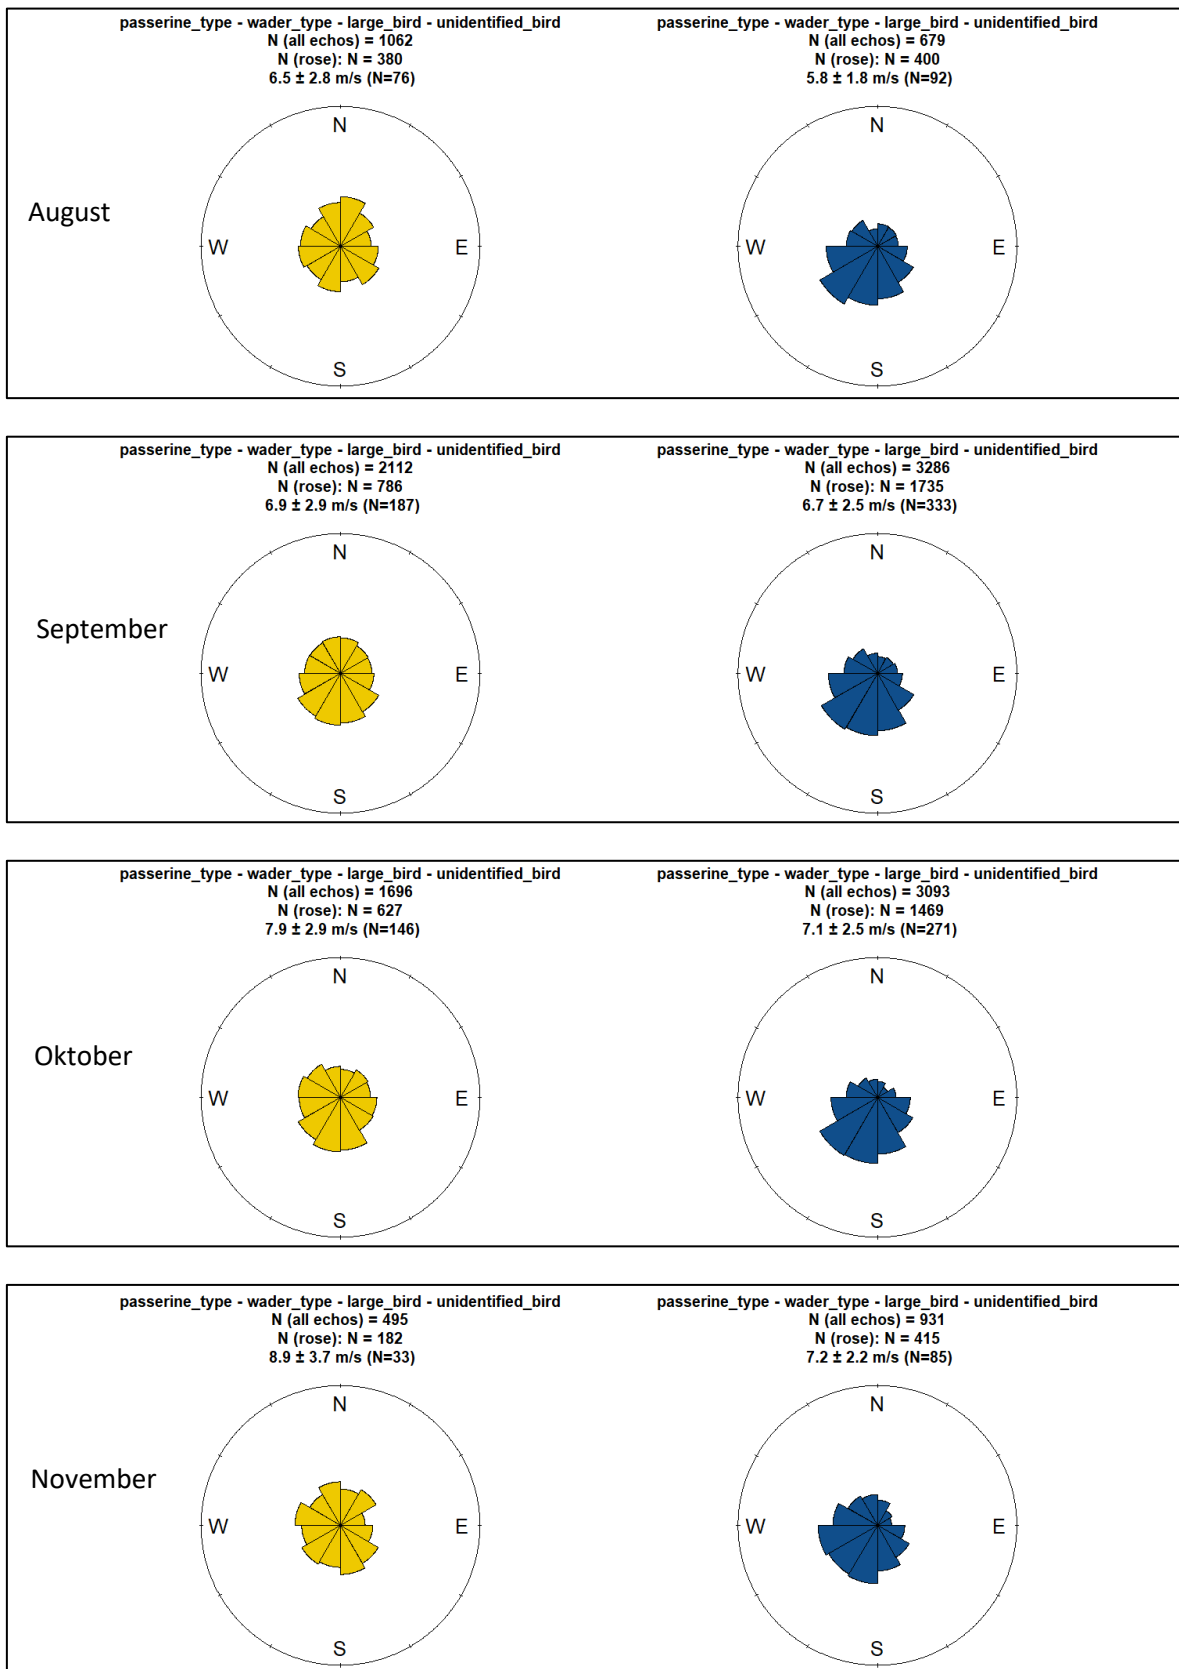 passerine_type - wader_type - large_bird - unidentified_bird
N (all echos) = 1062
N (rose): N = 380
6.5 ± 2.8 m/s (N=76)
N
W
E
S
passerine_type - wader_type - large_bird - unidentified_bird
N (all echos) = 679
N (rose): N = 400
5.8 ± 1.8 m/s (N=92)
N
W
E
S
August
passerine_type - wader_type - large_bird - unidentified_bird
N (all echos) = 2112
N (rose): N = 786
6.9 ± 2.9 m/s (N=187)
N
W
E
S
passerine_type - wader_type - large_bird - unidentified_bird
N (all echos) = 3286
N (rose): N = 1735
6.7 ± 2.5 m/s (N=333)
N
W
E
S
September
passerine_type - wader_type - large_bird - unidentified_bird
N (all echos) = 1696
N (rose): N = 627
7.9 ± 2.9 m/s (N=146)
N
W
E
S
passerine_type - wader_type - large_bird - unidentified_bird
N (all echos) = 3093
N (rose): N = 1469
7.1 ± 2.5 m/s (N=271)
N
W
E
S
Oktober
passerine_type - wader_type - large_bird - unidentified_bird
N (all echos) = 495
N (rose): N = 182
8.9 ± 3.7 m/s (N=33)
N
W
E
S
passerine_type - wader_type - large_bird - unidentified_bird
N (all echos) = 931
N (rose): N = 415
7.2 ± 2.2 m/s (N=85)
N
W
E
S
November